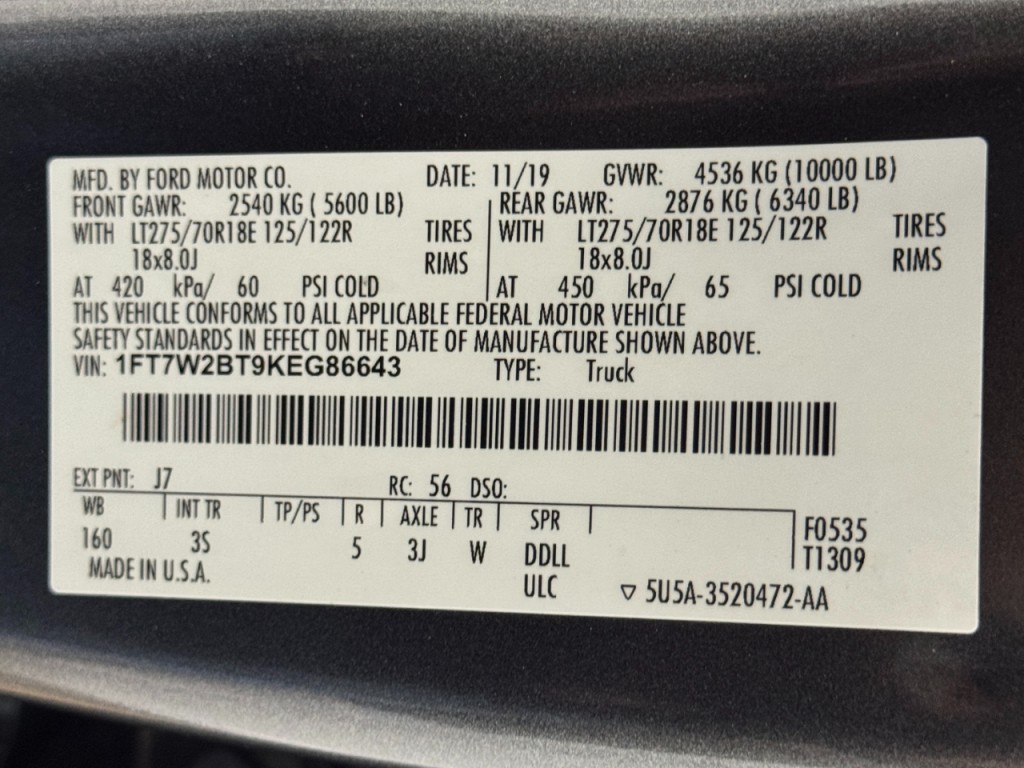 MFD. BY FORD MOTOR CO. DATE: 11/19 GVWR: 4536 KG (10000 LB)
FRONT GAWR: 2540 KG ( 5600 LB) REAR GAWR: 2876 KG ( 6340 LB)
WITH LT275/70R18E 125/122R TIRES WITH LT275/70R18E 125/122R TIRES
18x8.0J RIMS 18x8.0J RIMS
AT 420 kPa/ 60 PSI COLD AT 450 kPa/ 65 PSI COLD
THIS VEHICLE CONFORMS TO ALL APPLICABLE FEDERAL MOTOR VEHICLE
SAFETY STANDARDS IN EFFECT ON THE DATE OF MANUFACTURE SHOWN ABOVE.
VIN: 1FT7W2BT9KEG86643 TYPE: Truck
EXT PNT: J7 RC: 56 DSO:
WB INT TR TP/PS R AXLE TR SPR F0535
160 3S 5 3J W DDLL T1309
MADE IN U.S.A. ULC ▽ 5U5A-3520472-AA